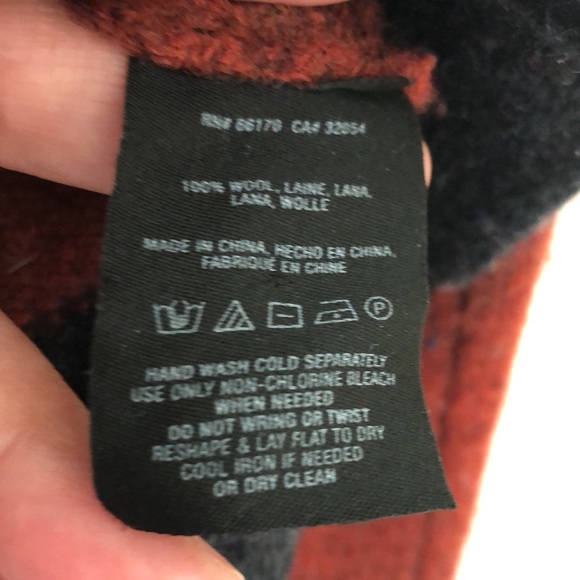 RN# 66170 CA# 32054
100% WOOL, LAINE, LANA,
LANA, WOLLE
MADE IN CHINA, HECHO EN CHINA,
FABRIQUE EN CHINE
P
HAND WASH COLD SEPARATELY
USE ONLY NON-CHLORINE BLEACH
WHEN NEEDED
DO NOT WRING OR TWIST
RESHAPE & LAY FLAT TO DRY
COOL IRON IF NEEDED
OR DRY CLEAN